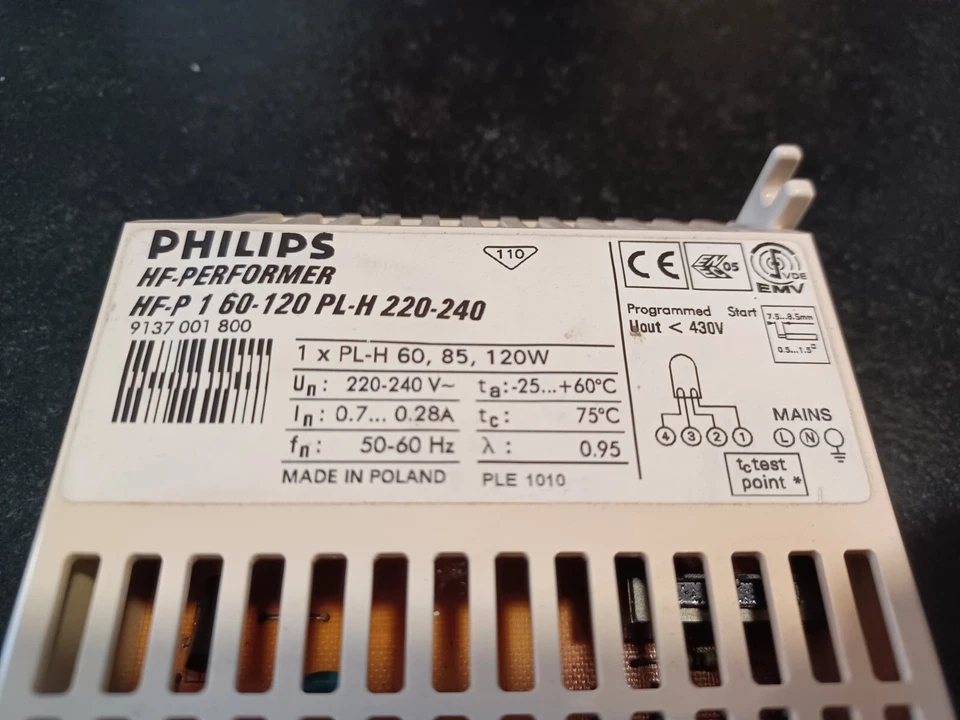 PHILIPS
HF-PERFORMER
HF-P 1 60-120 PL-H 220-240
9137 001 800
110
1 x PL-H 60, 85, 120W
Un: 220-240 V~ ta:-25...+60°C
In: 0.7... 0.28A tc: 75°C
fn: 50-60 Hz λ: 0.95
MADE IN POLAND PLE 1010
CE
05
VDE
EMV
Programmed Start
Uout < 430V
7.5...8.5mm
0.5...1.5□
MAINS
4 3 2 1 L N
tc test
point *